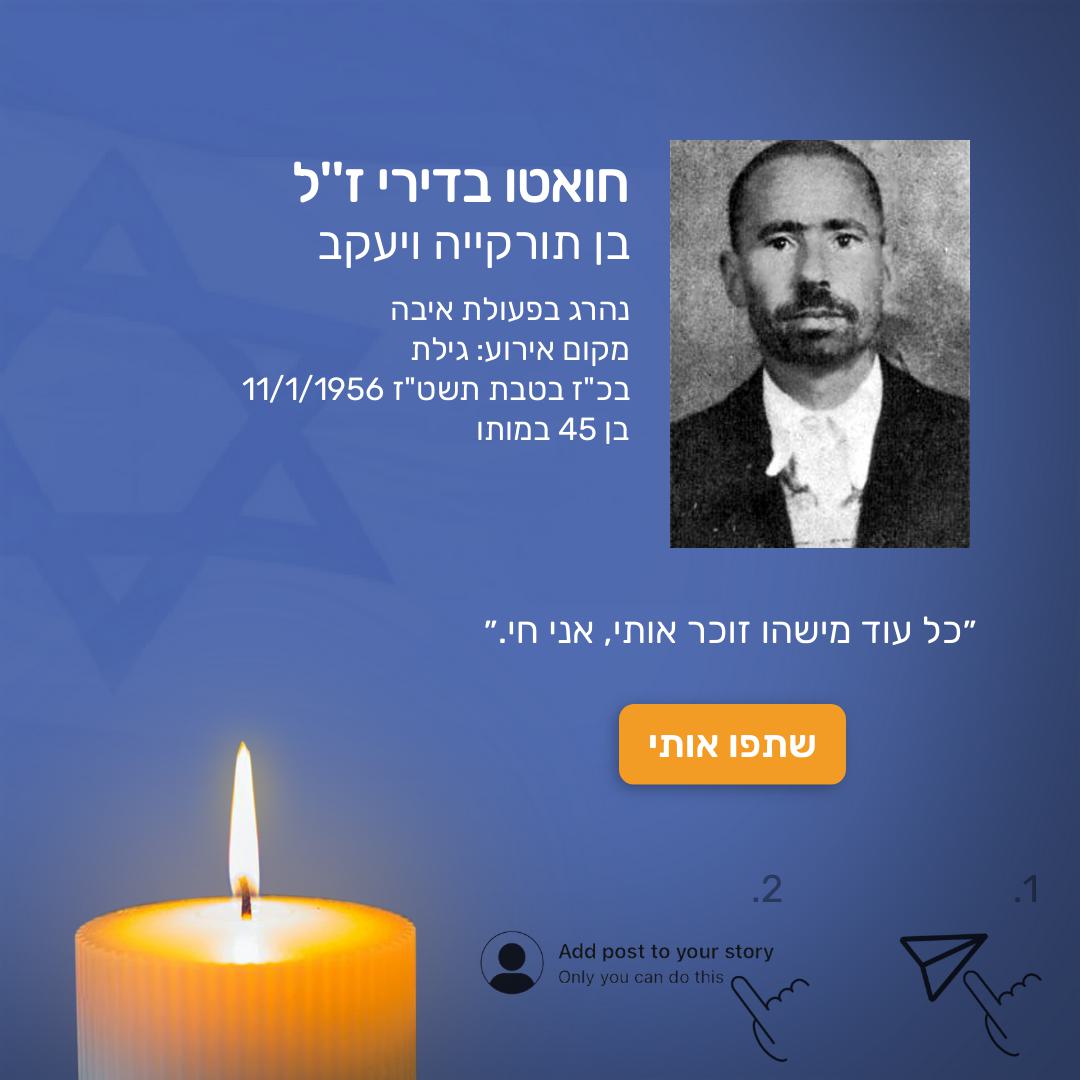 חואטו בדירי ז"ל
בן תורקייה ויעקב
נהרג בפעולת איבה
מקום אירוע: גילת
בכ"ז בטבת תשט"ז 11/1/1956
בן 45 במותו
״כל עוד מישהו זוכר אותי, אני חי.״
שתפו אותי
.1
.2
Add post to your story
Only you can do this